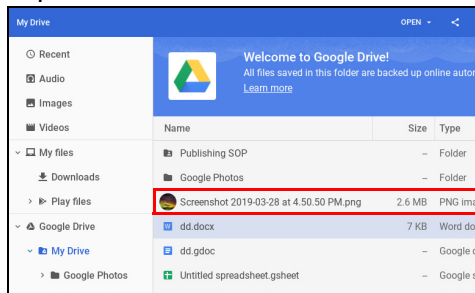 My Drive OPEN
Recent
Audio
Images
Videos
My files
Downloads
Play files
Google Drive
My Drive
Google Photos
Welcome to Google Drive!
All files saved in this folder are backed up online
Learn more
Name Size Type
Publishing SOP – Folder
Google Photos – Folder
Screenshot 2019-03-28 at 4.50.50 PM.png 2.6 MB PNG
dd.docx 7 KB Word
dd.gdoc – Google
Untitled spreadsheet.gsheet – Google